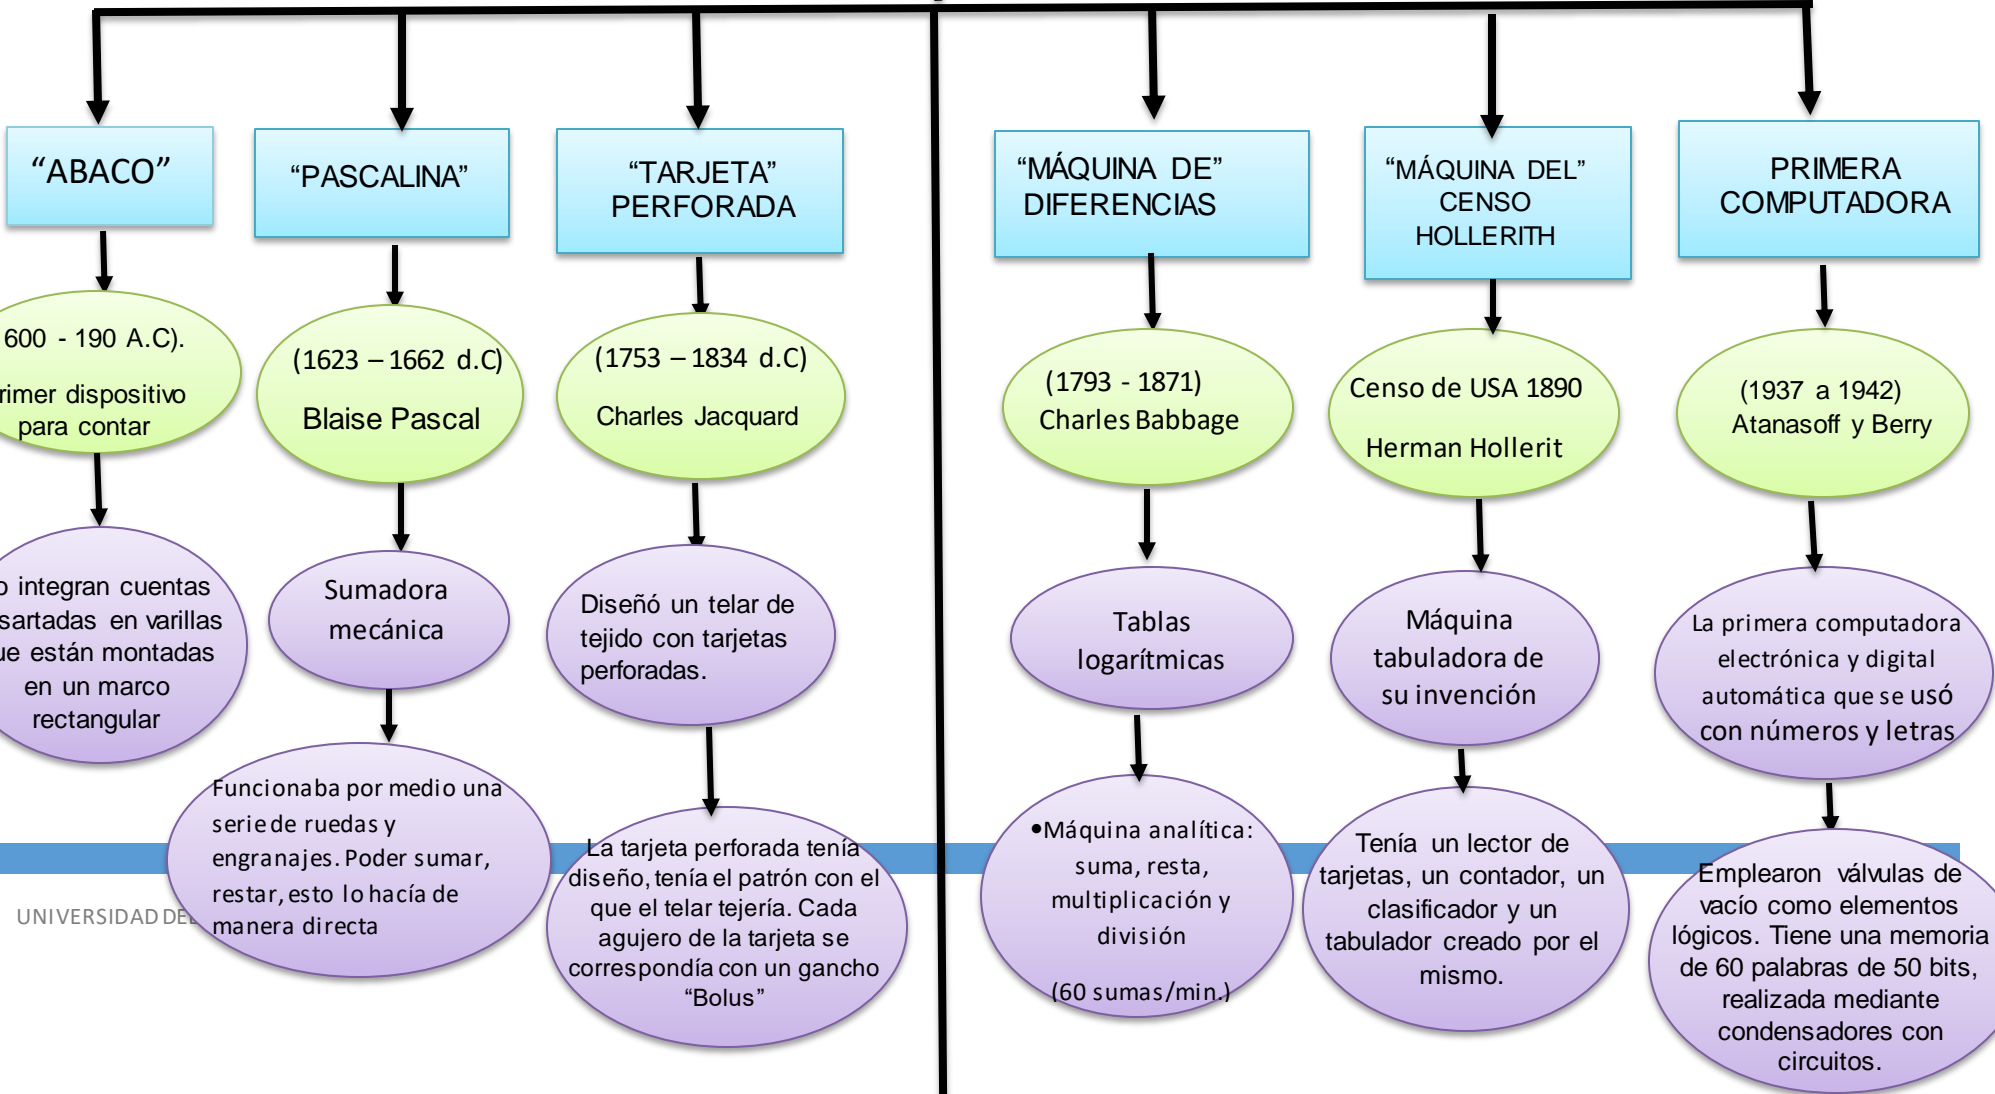 “ABACO”
600 - 190 A.C).
rimer dispositivo
para contar
o integran cuentas
sartadas en varillas
ue están montadas
en un marco
rectangular
“PASCALINA”
(1623 – 1662 d.C)
Blaise Pascal
Sumadora
mecánica
Funcionaba por medio una
serie de ruedas y
engranajes. Poder sumar,
restar, esto lo hacía de
manera directa
“TARJETA”
PERFORADA
(1753 – 1834 d.C)
Charles Jacquard
Diseñó un telar de
tejido con tarjetas
perforadas.
La tarjeta perforada tenía
diseño, tenía el patrón con el
que el telar tejería. Cada
agujero de la tarjeta se
correspondía con un gancho
“Bolus”
“MÁQUINA DE”
DIFERENCIAS
(1793 - 1871)
Charles Babbage
Tablas
logarítmicas
•Máquina analítica:
suma, resta,
multiplicación y
división
(60 sumas/min.)
“MÁQUINA DEL”
CENSO
HOLLERITH
Censo de USA 1890
Herman Hollerit
Máquina
tabuladora de
su invención
Tenía un lector de
tarjetas, un contador, un
clasificador y un
tabulador creado por el
mismo.
PRIMERA
COMPUTADORA
(1937 a 1942)
Atanasoff y Berry
La primera computadora
electrónica y digital
automática que se usó
con números y letras
Emplearon válvulas de
vacío como elementos
lógicos. Tiene una memoria
de 60 palabras de 50 bits,
realizada mediante
condensadores con
circuitos.
UNIVERSIDAD DE